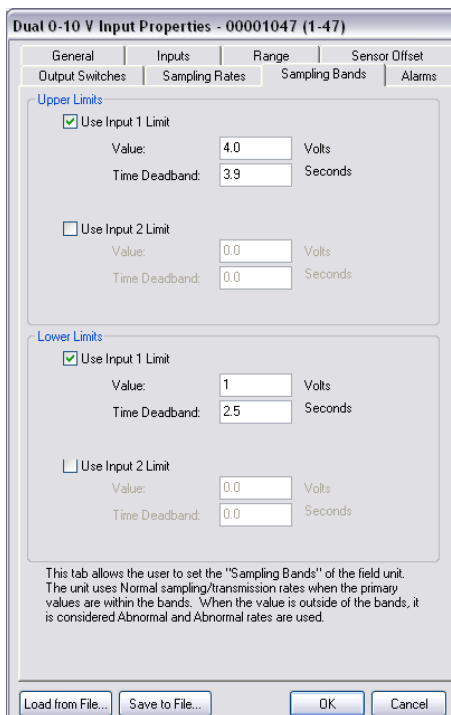 Dual 0-10 V Input Properties - 00001047 (1-47)
General Inputs Range Sensor Offset
Output Switches Sampling Rates Sampling Bands Alarms
Upper Limits
Use Input 1 Limit
Value: 4.0 Volts
Time Deadband: 3.9 Seconds
Use Input 2 Limit
Value: 0.0 Volts
Time Deadband: 0.0 Seconds
Lower Limits
Use Input 1 Limit
Value: 1 Volts
Time Deadband: 2.5 Seconds
Use Input 2 Limit
Value: 0.0 Volts
Time Deadband: 0.0 Seconds
This tab allows the user to set the "Sampling Bands" of the field unit.
The unit uses Normal sampling/transmission rates when the primary
values are within the bands. When the value is outside of the bands, it
is considered Abnormal and Abnormal rates are used.
Load from File... Save to File... OK Cancel